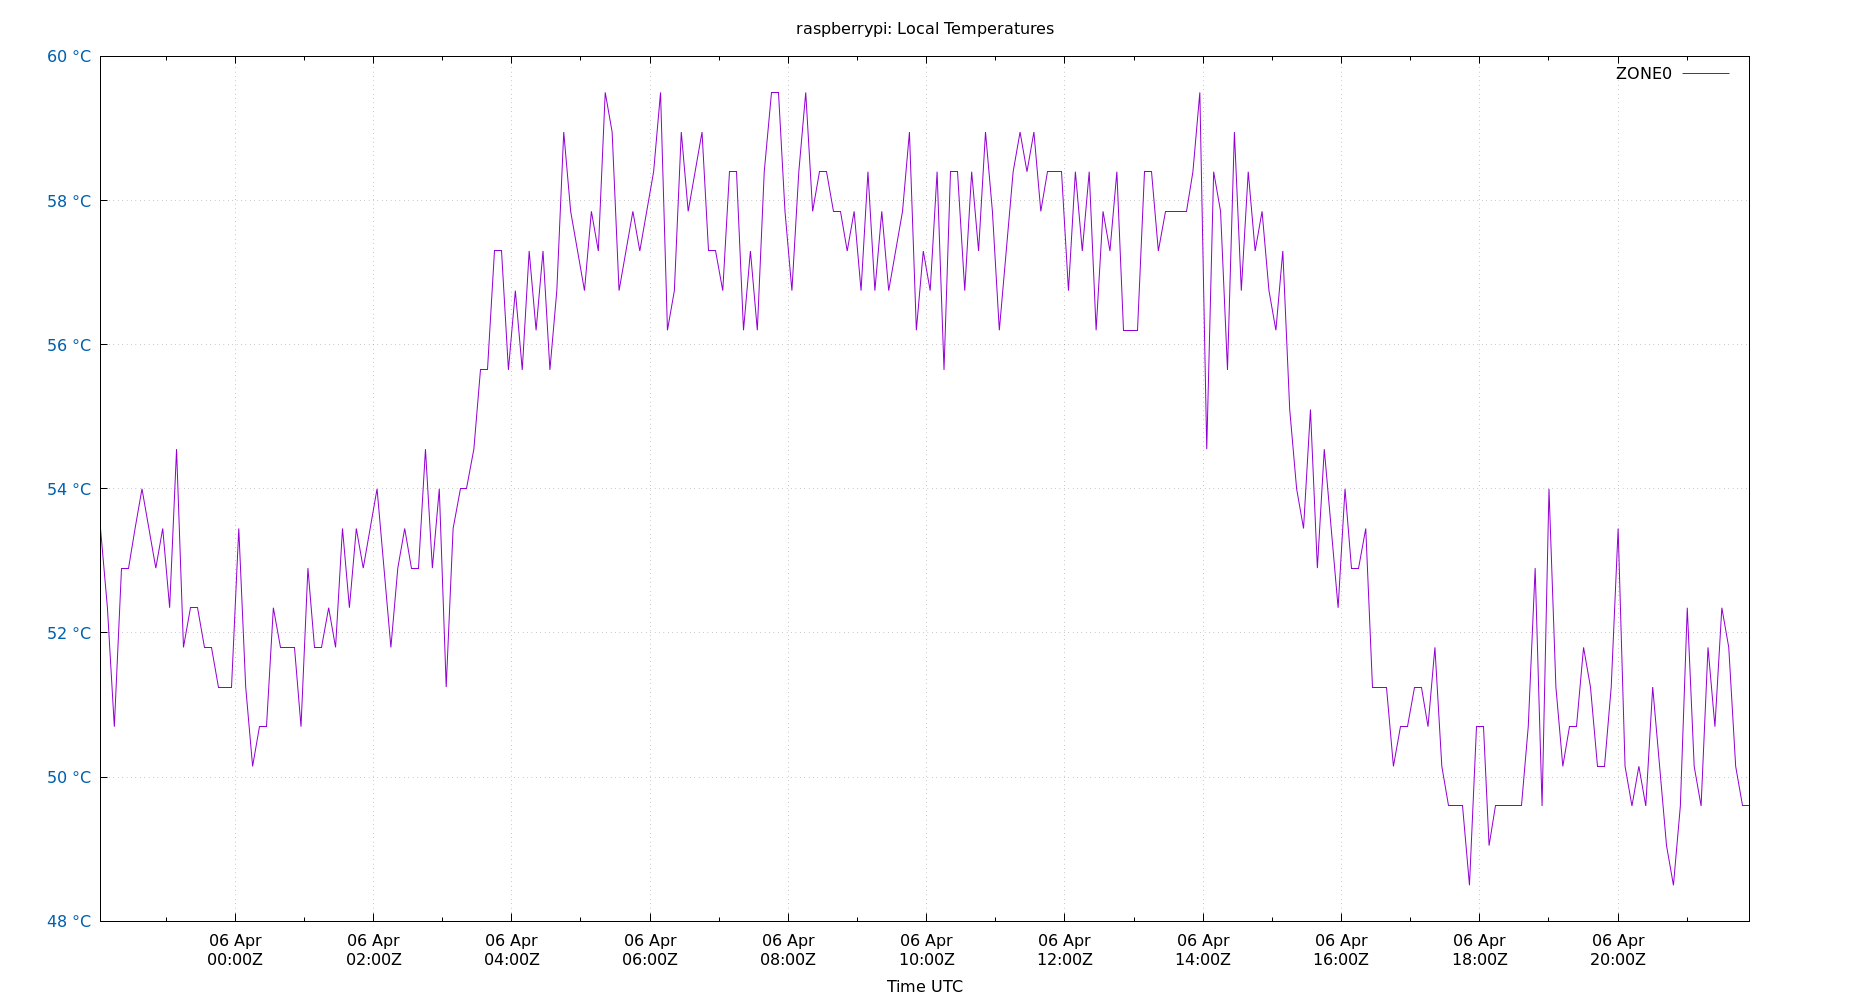 raspberrypi: Local Temperatures
60 °C
ZONE0
58 °C
56 °C
54 °C
52 °C
50 °C
48 °C
06 Apr 06 Apr 06 Apr 06 Apr 06 Apr 06 Apr 06 Apr 06 Apr 06 Apr 06 Apr 06 Apr
00:00Z 02:00Z 04:00Z 06:00Z 08:00Z 10:00Z 12:00Z 14:00Z 16:00Z 18:00Z 20:00Z
Time UTC